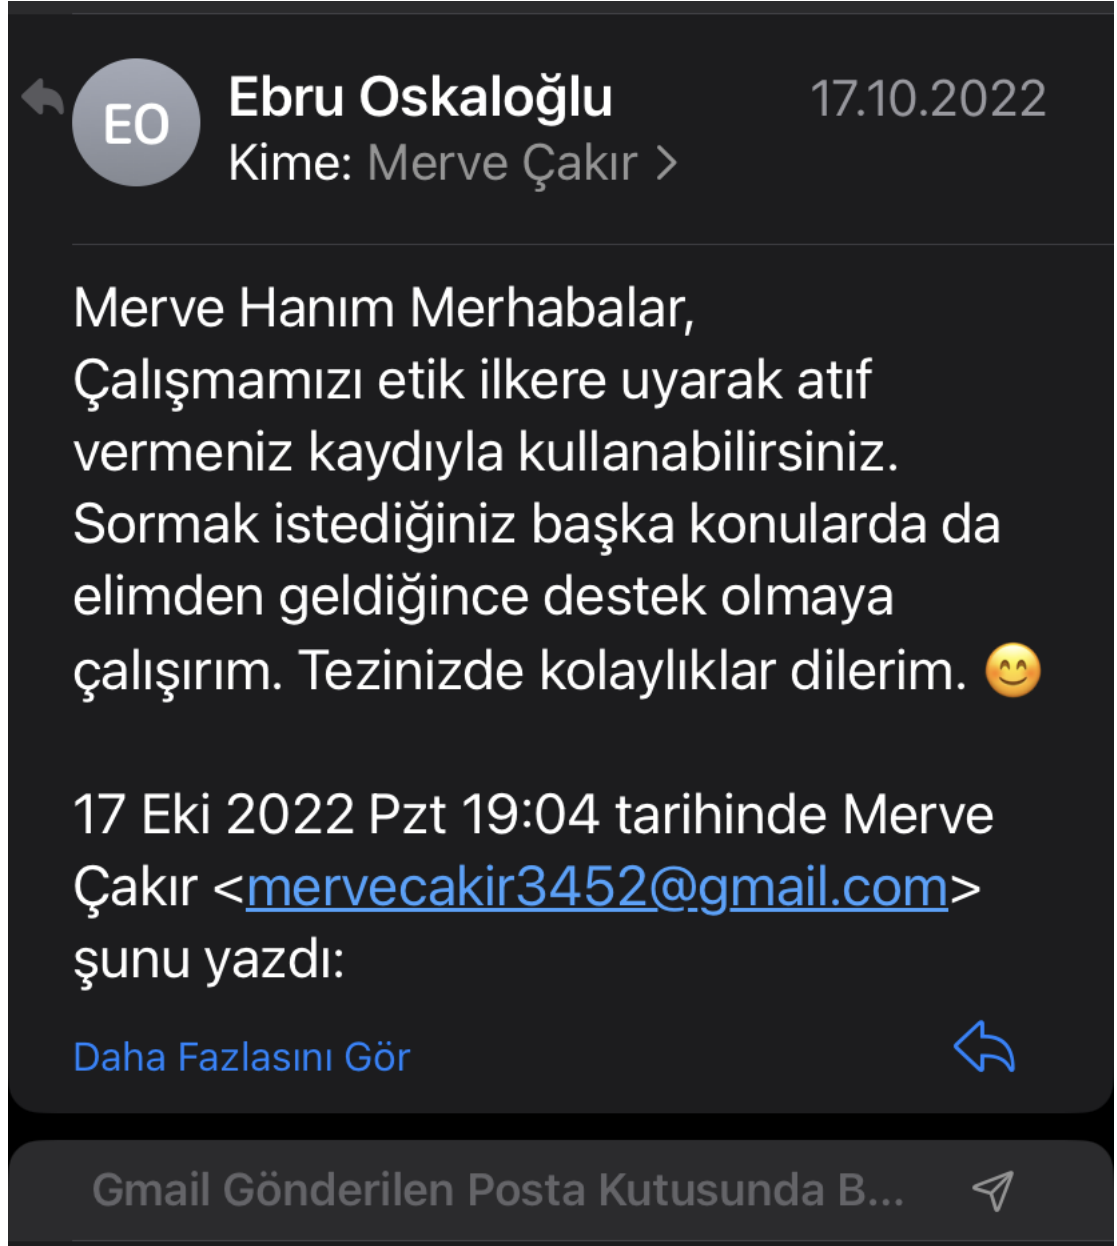 EO
Ebru Oskaloğlu
17.10.2022
Kime: Merve Çakır >
Merve Hanım Merhabalar,
Çalışmamızı etik ilkere uyarak atıf
vermeniz kaydıyla kullanabilirsiniz.
Sormak istediğiniz başka konularda da
elimden geldiğince destek olmaya
çalışırım. Tezinizde kolaylıklar dilerim. 😊
17 Eki 2022 Pzt 19:04 tarihinde Merve
Çakır <mervecakir3452@gmail.com>
şunu yazdı:
Daha Fazlasını Gör
Gmail Gönderilen Posta Kutusunda B...